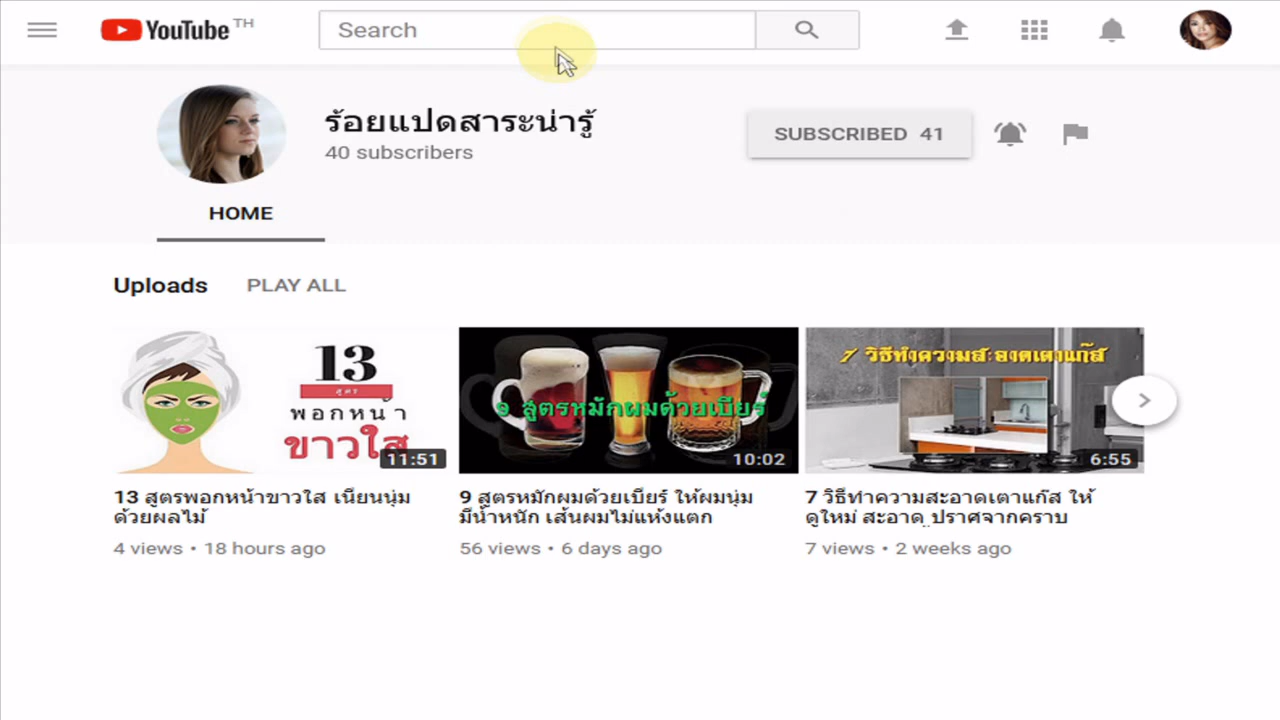 YouTube TH
Search
ร้อยแปดสาระน่ารู้
40 subscribers
SUBSCRIBED 41
HOME
Uploads PLAY ALL
13
สูตร
พอกหน้า
ขาวใส
11:51
9 สูตรหมักผมด้วยเบียร์
10:02
7 วิธีทำความสะอาดเตาแก๊ส
6:55
13 สูตรพอกหน้าขาวใส เนียนนุ่ม
ด้วยผลไม้
4 views • 18 hours ago
9 สูตรหมักผมด้วยเบียร์ ให้ผมนุ่ม
มีน้ำหนัก เส้นผมไม่แห้งแตก
56 views • 6 days ago
7 วิธีทำความสะอาดเตาแก๊ส ให้
ดูใหม่ สะอาด ปราศจากคราบ
7 views • 2 weeks ago